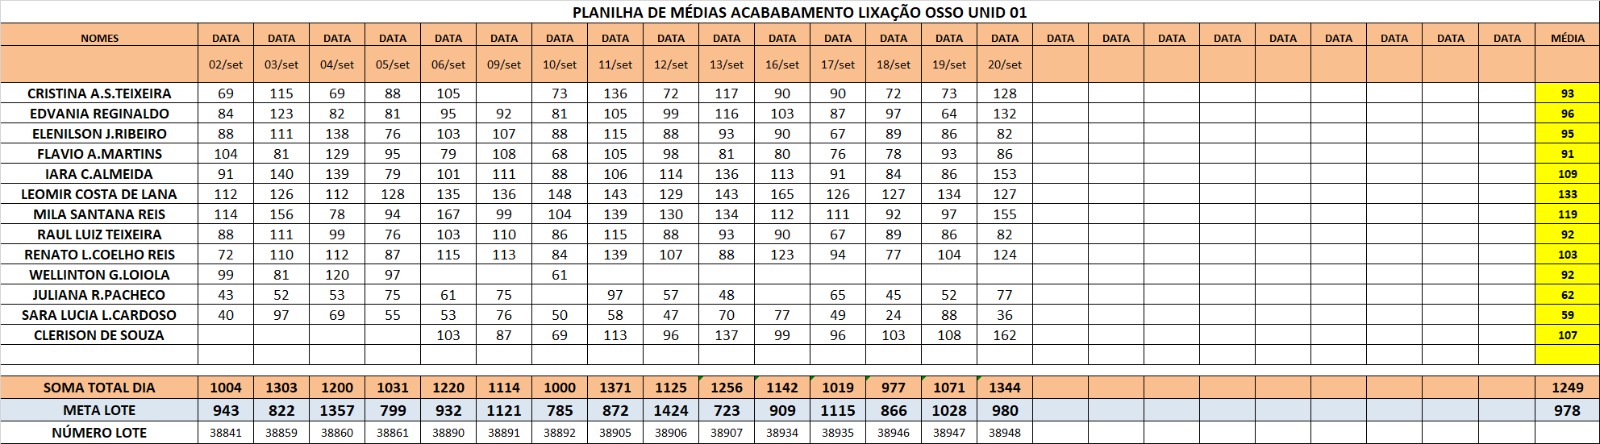 PLANILHA DE MÉDIAS ACABABAMENTO LIXAÇÃO OSSO UNID 01
NOMES DATA DATA DATA DATA DATA DATA DATA DATA DATA DATA DATA DATA DATA DATA DATA DATA DATA DATA DATA DATA DATA DATA DATA DATA MÉDIA
02/set 03/set 04/set 05/set 06/set 09/set 10/set 11/set 12/set 13/set 16/set 17/set 18/set 19/set 20/set
CRISTINA A.S.TEIXEIRA 69 115 69 88 105 73 136 72 117 90 90 72 73 128 93
EDVANIA REGINALDO 84 123 82 81 95 92 81 105 99 116 103 87 97 64 132 96
ELENILSON J.RIBEIRO 88 111 138 76 103 107 88 115 88 93 90 67 89 86 82 95
FLAVIO A.MARTINS 104 81 129 95 79 108 68 105 98 81 80 76 78 93 86 91
IARA C.ALMEIDA 91 140 139 79 101 111 88 106 114 136 113 91 84 86 153 109
LEOMIR COSTA DE LANA 112 126 112 128 135 136 148 143 129 143 165 126 127 134 127 133
MILA SANTANA REIS 114 156 78 94 167 99 104 139 130 134 112 111 92 97 155 119
RAUL LUIZ TEIXEIRA 88 111 99 76 103 110 86 115 88 93 90 67 89 86 82 92
RENATO L.COELHO REIS 72 110 112 87 115 113 84 139 107 88 123 94 77 104 124 103
WELLINTON G.LOIOLA 99 81 120 97 61 92
JULIANA R.PACHECO 43 52 53 75 61 75 97 57 48 65 45 52 77 62
SARA LUCIA L.CARDOSO 40 97 69 55 53 76 50 58 47 70 77 49 24 88 36 59
CLERISON DE SOUZA 103 87 69 113 96 137 99 96 103 108 162 107
SOMA TOTAL DIA 1004 1303 1200 1031 1220 1114 1000 1371 1125 1256 1142 1019 977 1071 1344 1249
META LOTE 943 822 1357 799 932 1121 785 872 1424 723 909 1115 866 1028 980 978
NÚMERO LOTE 38841 38859 38860 38861 38890 38891 38892 38905 38906 38907 38934 38935 38946 38947 38948